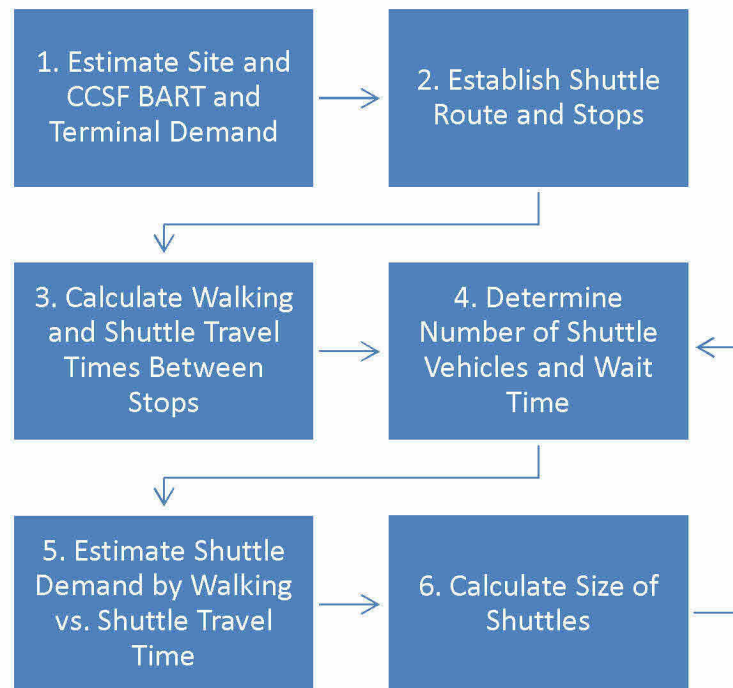 1. Estimate Site and
CCSF BART and
Terminal Demand
2. Establish Shuttle
Route and Stops
3. Calculate Walking
and Shuttle Travel
Times Between
Stops
4. Determine
Number of Shuttle
Vehicles and Wait
Time
5. Estimate Shuttle
Demand by Walking
vs. Shuttle Travel
Time
6. Calculate Size of
Shuttles